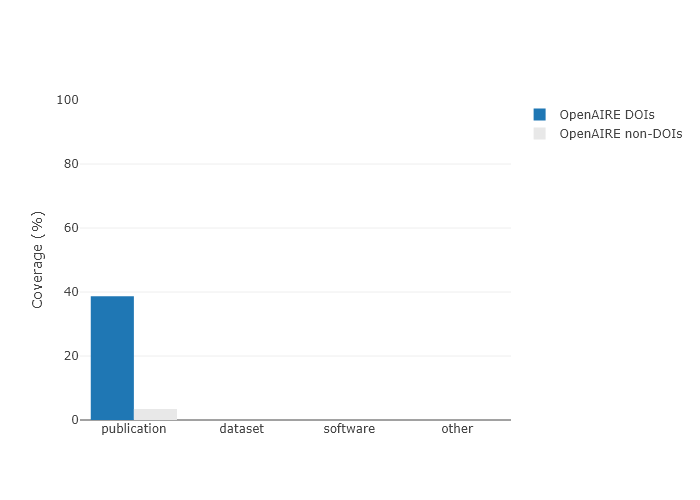 100
80
60
40
20
0
Coverage (%)
publication
dataset
software
other
OpenAIRE DOIs
OpenAIRE non-DOIs